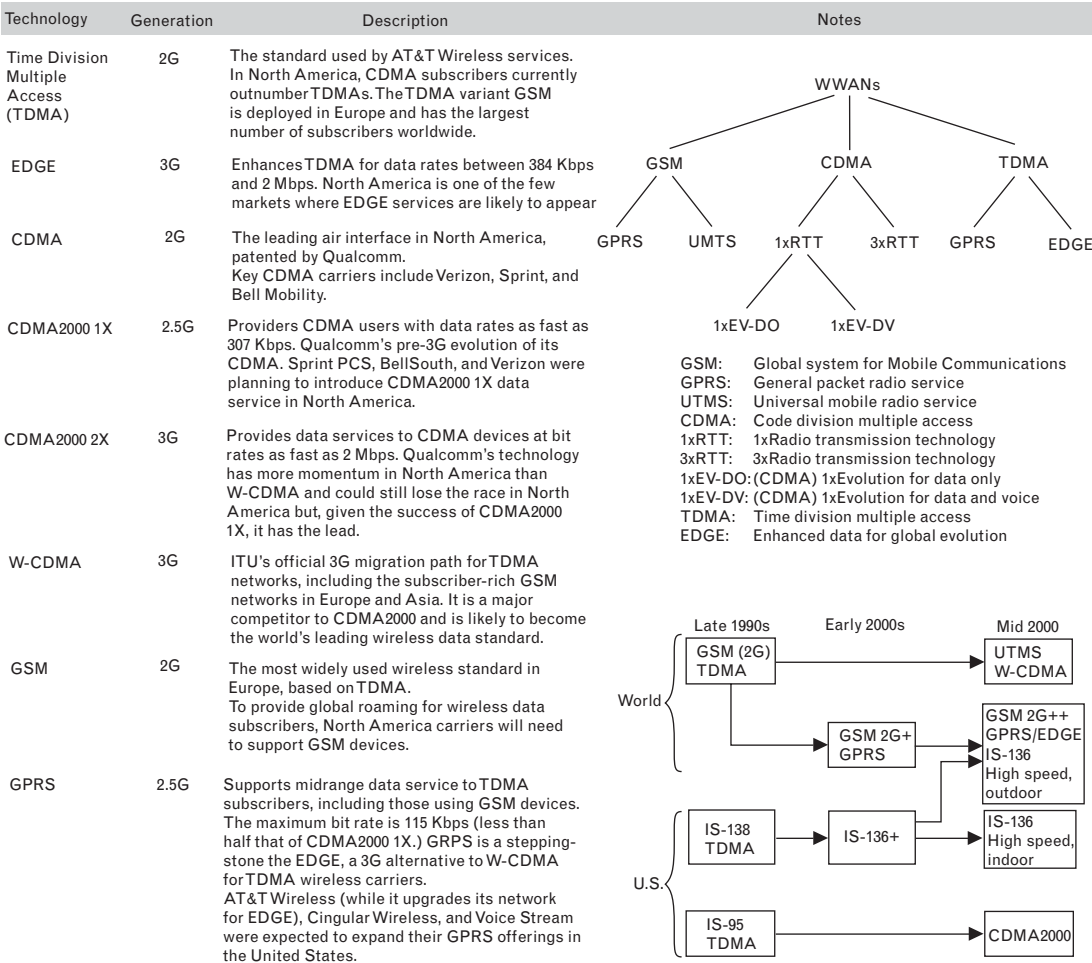 Technology Generation Description Notes
Time Division
Multiple
Access
(TDMA)
2G
The standard used by AT&T Wireless services.
In North America, CDMA subscribers currently
outnumber TDMAs. The TDMA variant GSM
is deployed in Europe and has the largest
number of subscribers worldwide.
EDGE
3G
Enhances TDMA for data rates between 384 Kbps
and 2 Mbps. North America is one of the few
markets where EDGE services are likely to appear
CDMA
2G
The leading air interface in North America,
patented by Qualcomm.
Key CDMA carriers include Verizon, Sprint, and
Bell Mobility.
CDMA2000 1X
2.5G
Providers CDMA users with data rates as fast as
307 Kbps. Qualcomm's pre-3G evolution of its
CDMA. Sprint PCS, BellSouth, and Verizon were
planning to introduce CDMA2000 1X data
service in North America.
CDMA2000 2X
3G
Provides data services to CDMA devices at bit
rates as fast as 2 Mbps. Qualcomm's technology
has more momentum in North America than
W-CDMA and could still lose the race in North
America but, given the success of CDMA2000
1X, it has the lead.
W-CDMA
3G
ITU's official 3G migration path for TDMA
networks, including the subscriber-rich GSM
networks in Europe and Asia. It is a major
competitor to CDMA2000 and is likely to become
the world's leading wireless data standard.
GSM
2G
The most widely used wireless standard in
Europe, based on TDMA.
To provide global roaming for wireless data
subscribers, North America carriers will need
to support GSM devices.
GPRS
2.5G
Supports midrange data service to TDMA
subscribers, including those using GSM devices.
The maximum bit rate is 115 Kbps (less than
half that of CDMA2000 1X.) GRPS is a stepping-
stone the EDGE, a 3G alternative to W-CDMA
for TDMA wireless carriers.
AT&T Wireless (while it upgrades its network
for EDGE), Cingular Wireless, and Voice Stream
were expected to expand their GPRS offerings in
the United States.
WWANs
GSM CDMA TDMA
GPRS UMTS 1xRTT 3xRTT GPRS EDGE
1xEV-DO 1xEV-DV
GSM: Global system for Mobile Communications
GPRS: General packet radio service
UTMS: Universal mobile radio service
CDMA: Code division multiple access
1xRTT: 1xRadio transmission technology
3xRTT: 3xRadio transmission technology
1xEV-DO: (CDMA) 1xEvolution for data only
1xEV-DV: (CDMA) 1xEvolution for data and voice
TDMA: Time division multiple access
EDGE: Enhanced data for global evolution
Late 1990s Early 2000s Mid 2000
World
GSM (2G)
TDMA
UTMS
W-CDMA
GSM 2G+
GPRS
GSM 2G++
GPRS/EDGE
IS-136
High speed,
outdoor
U.S.
IS-138
TDMA
IS-136+
IS-136
High speed,
indoor
IS-95
TDMA
CDMA2000